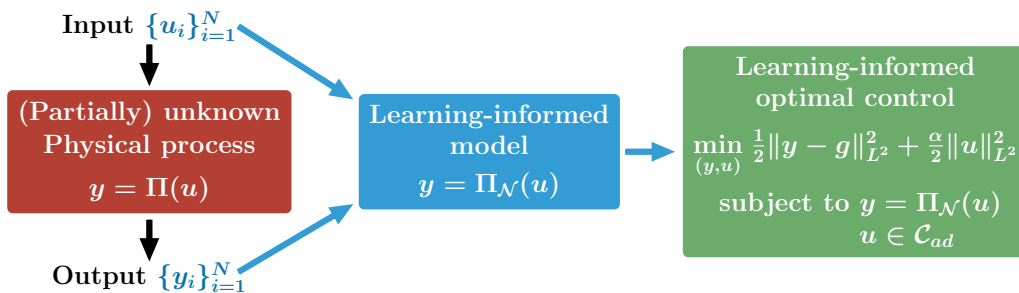 Input {u_i}_{i=1}^N
(Partially) unknown
Physical process
y = Π(u)
Output {y_i}_{i=1}^N
Learning-informed
model
y = Π_𝒩(u)
Learning-informed
optimal control
min_{(y,u)} ½‖y − g‖²_{L²} + α/2‖u‖²_{L²}
subject to y = Π_𝒩(u)
u ∈ 𝒞_{ad}